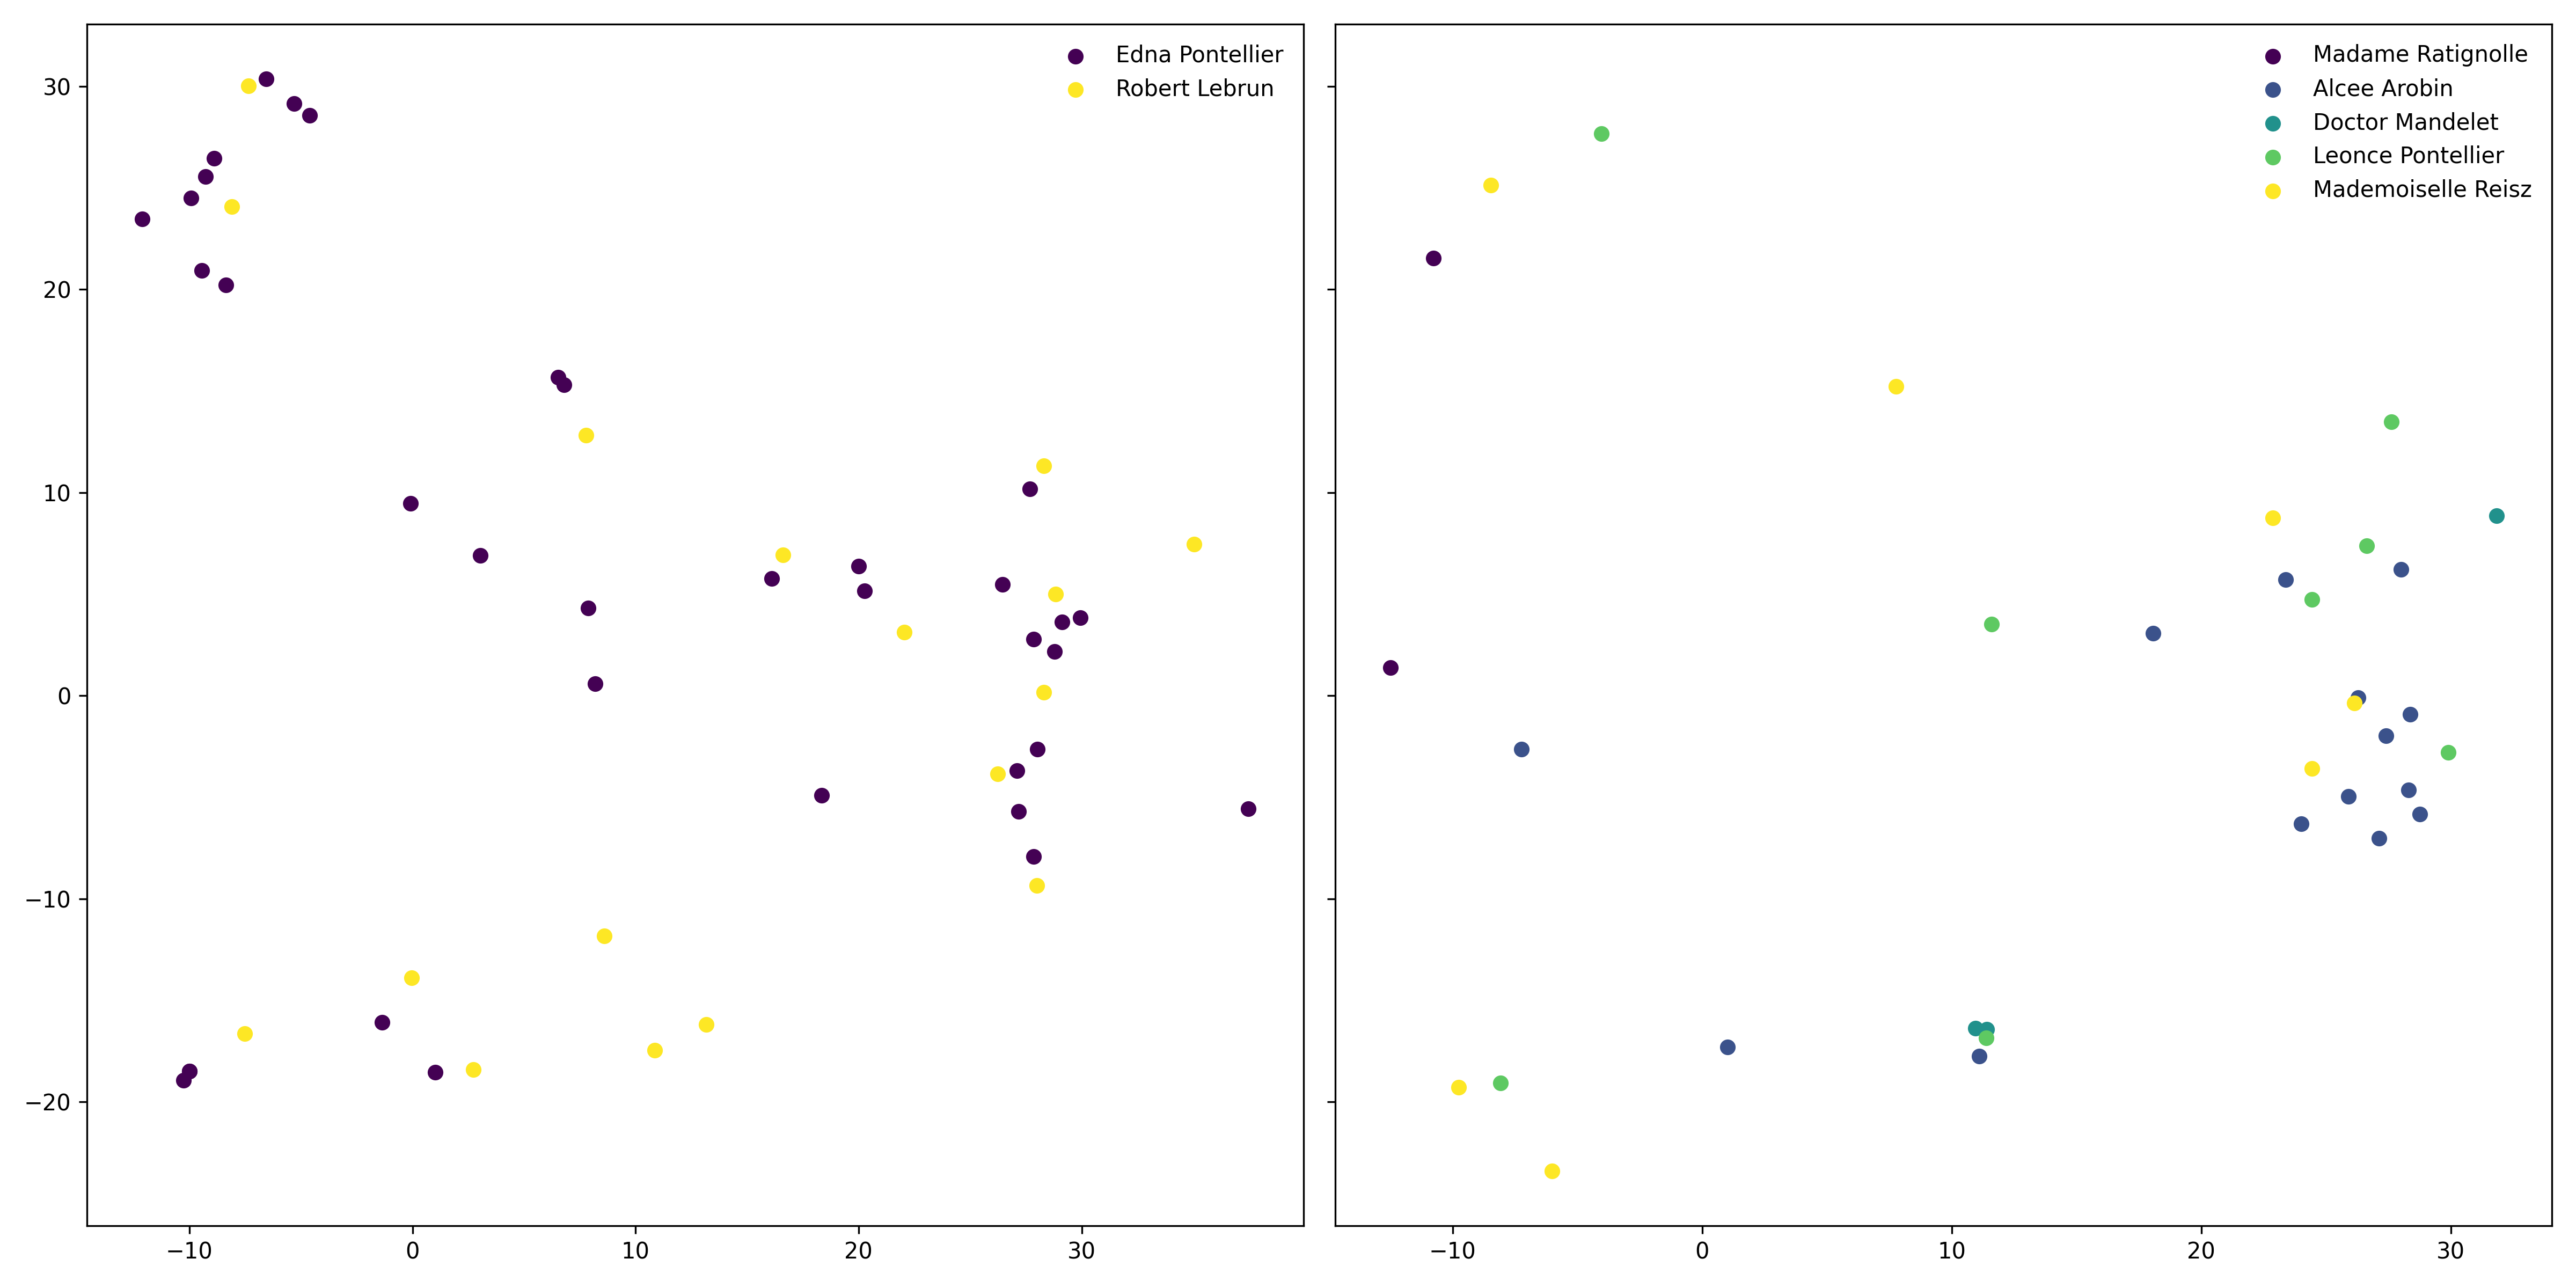 Edna Pontellier
Robert Lebrun
30
20
10
0
−10
−20
−10 0 10 20 30
Madame Ratignolle
Alcee Arobin
Doctor Mandelet
Leonce Pontellier
Mademoiselle Reisz
−10 0 10 20 30